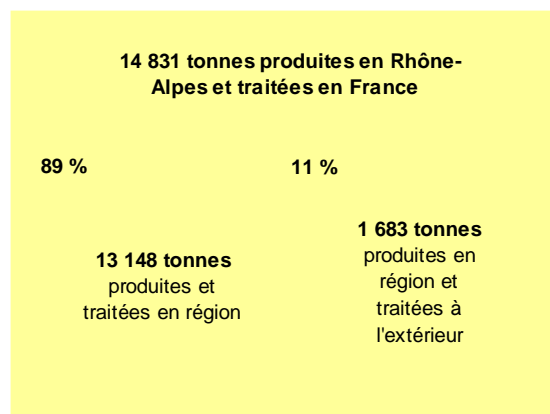 14 831 tonnes produites en Rhône-
Alpes et traitées en France
89 %
11 %
13 148 tonnes
produites et
traitées en région
1 683 tonnes
produites en
région et
traitées à
l'extérieur